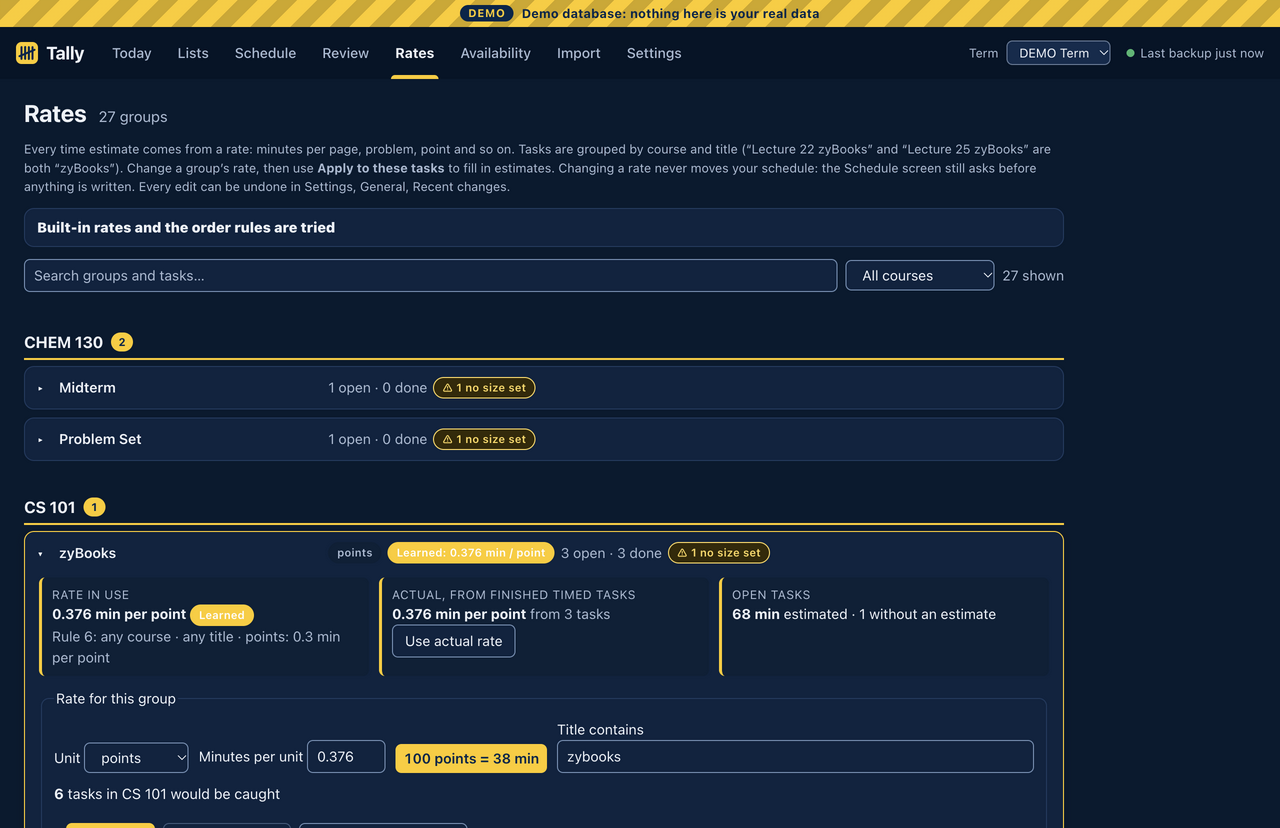 DEMO Demo database: nothing here is your real data
Tally Today Lists Schedule Review Rates Availability Import Settings Term DEMO Term Last backup just now
Rates 27 groups
Every time estimate comes from a rate: minutes per page, problem, point and so on. Tasks are grouped by course and title (“Lecture 22 zyBooks” and “Lecture 25 zyBooks” are
both “zyBooks”). Change a group’s rate, then use Apply to these tasks to fill in estimates. Changing a rate never moves your schedule: the Schedule screen still asks before
anything is written. Every edit can be undone in Settings, General, Recent changes.
Built-in rates and the order rules are tried
Search groups and tasks… All courses 27 shown
CHEM 130 2
Midterm 1 open · 0 done ⚠ 1 no size set
Problem Set 1 open · 0 done ⚠ 1 no size set
CS 101 1
zyBooks points Learned: 0.376 min / point 3 open · 3 done ⚠ 1 no size set
RATE IN USE
0.376 min per point Learned
Rule 6: any course · any title · points: 0.3 min
per point
ACTUAL, FROM FINISHED TIMED TASKS
0.376 min per point from 3 tasks
Use actual rate
OPEN TASKS
68 min estimated · 1 without an estimate
Rate for this group
Title contains
Unit points Minutes per unit 0.376 100 points = 38 min zybooks
6 tasks in CS 101 would be caught